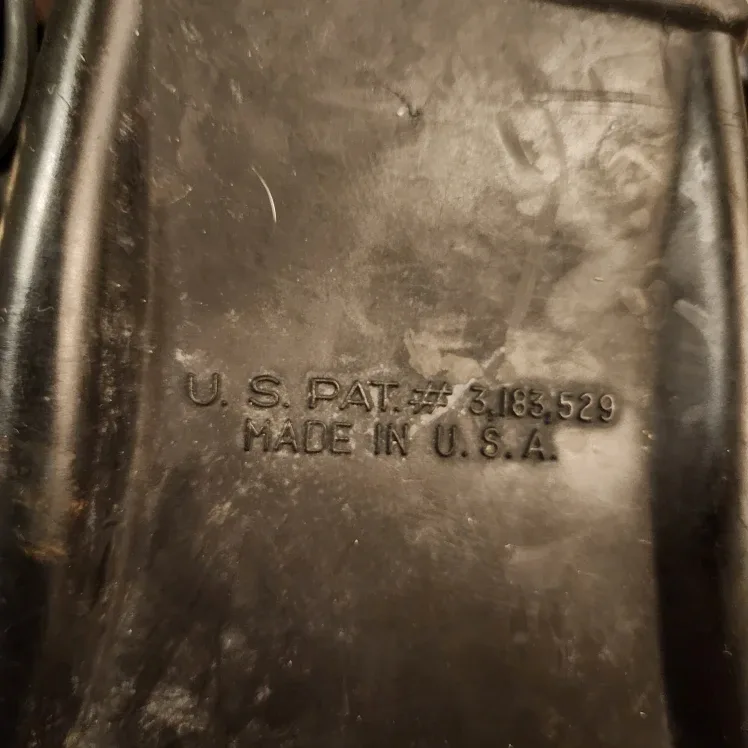 U. S. PAT. # 3,183,529
MADE IN U.S.A.